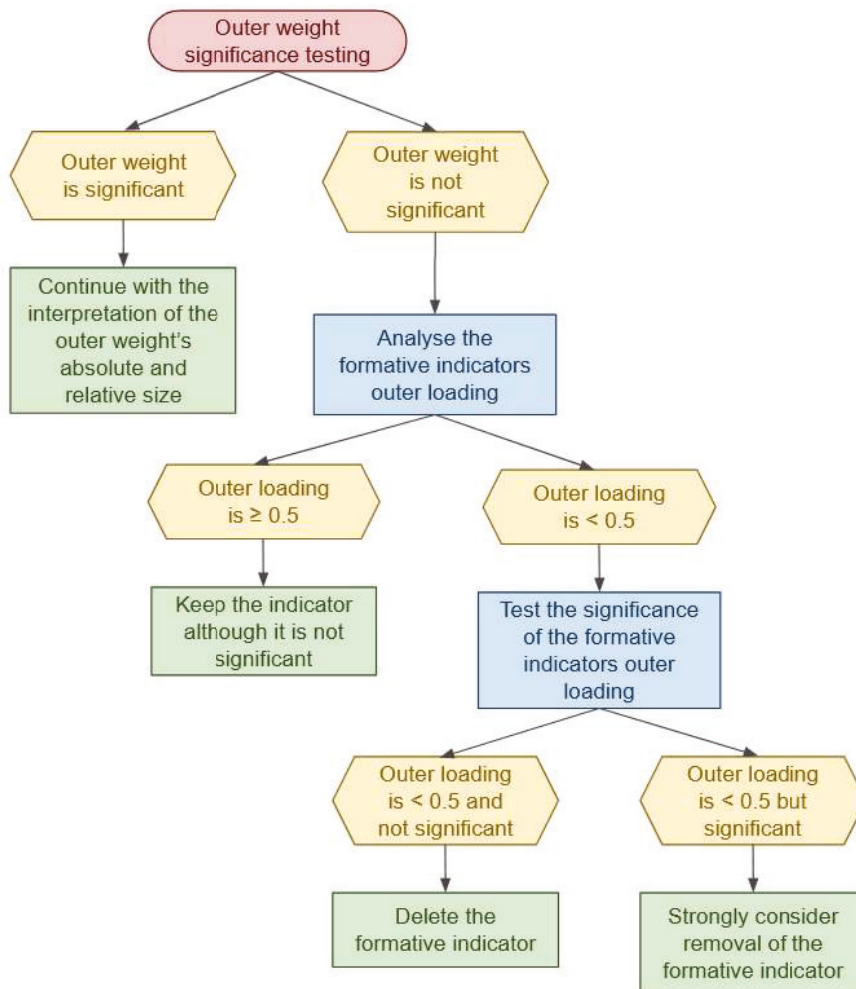 Outer weight
significance testing
Outer weight
is significant
Outer weight
is not
significant
Continue with the
interpretation of the
outer weight's
absolute and
relative size
Analyse the
formative indicators
outer loading
Outer loading
is ≥ 0.5
Outer loading
is < 0.5
Keep the indicator
although it is not
significant
Test the significance
of the formative
indicators outer
loading
Outer loading
is < 0.5 and
not significant
Outer loading
is < 0.5 but
significant
Delete the
formative indicator
Strongly consider
removal of the
formative indicator